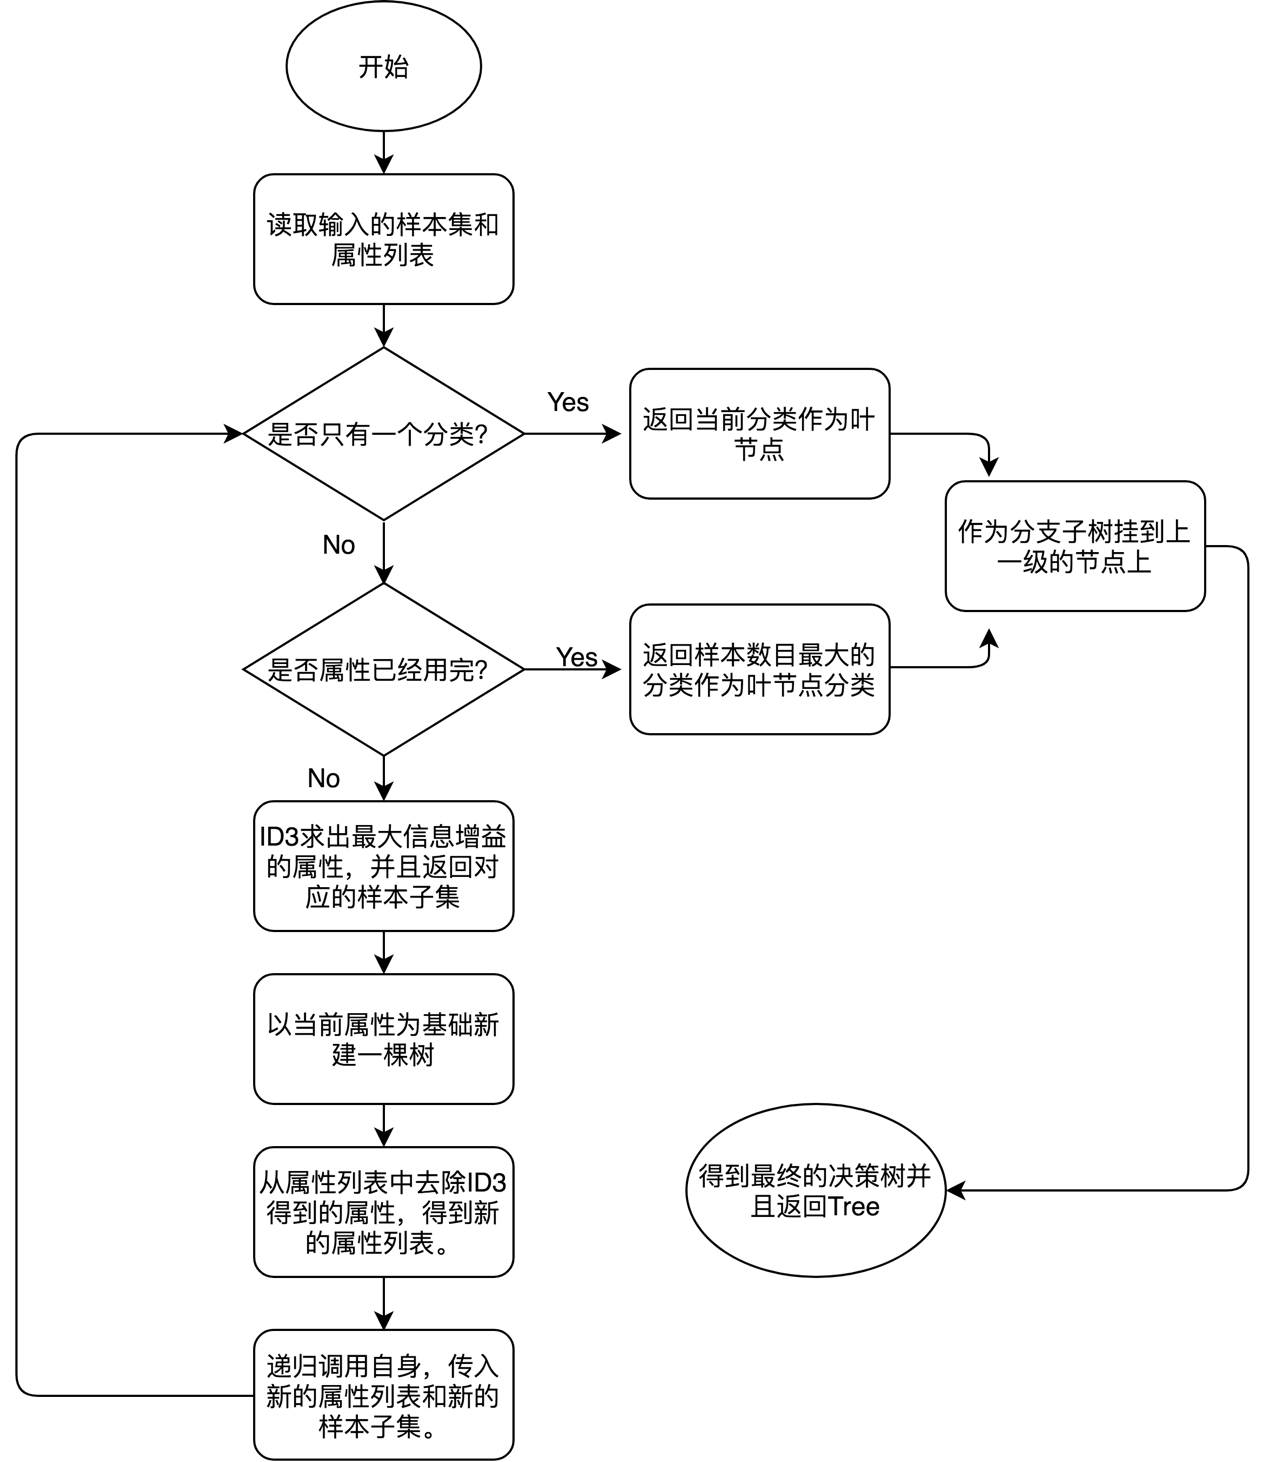 开始
读取输入的样本集和
属性列表
是否只有一个分类?
Yes
返回当前分类作为叶
节点
作为分支子树挂到上
一级的节点上
No
是否属性已经用完?
Yes
返回样本数目最大的
分类作为叶节点分类
No
ID3求出最大信息增益
的属性，并且返回对
应的样本子集
以当前属性为基础新
建一棵树
从属性列表中去除ID3
得到的属性，得到新
的属性列表。
得到最终的决策树并
且返回Tree
递归调用自身，传入
新的属性列表和新的
样本子集。